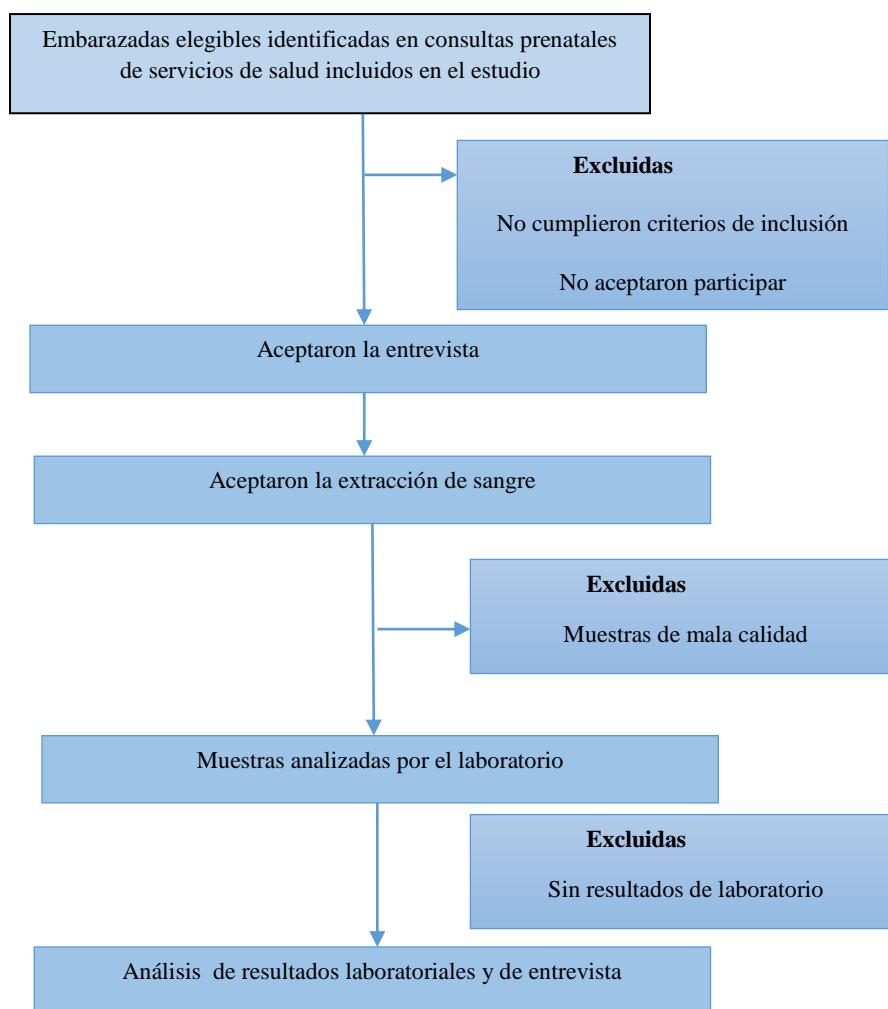 Embarazadas elegibles identificadas en consultas prenatales
de servicios de salud incluidos en el estudio
Excluidas
No cumplieron criterios de inclusión
No aceptaron participar
Aceptaron la entrevista
Aceptaron la extracción de sangre
Excluidas
Muestras de mala calidad
Muestras analizadas por el laboratorio
Excluidas
Sin resultados de laboratorio
Análisis de resultados laboratoriales y de entrevista